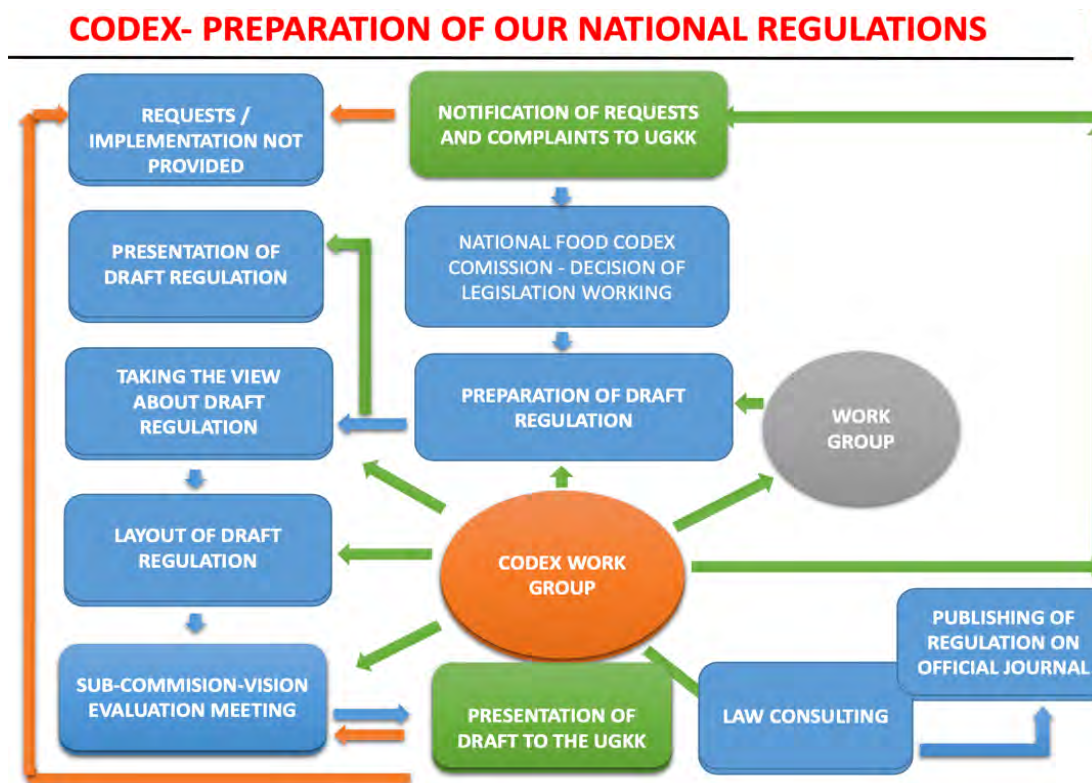 CODEX- PREPARATION OF OUR NATIONAL REGULATIONS
REQUESTS /
IMPLEMENTATION NOT
PROVIDED
NOTIFICATION OF REQUESTS
AND COMPLAINTS TO UGKK
PRESENTATION OF
DRAFT REGULATION
NATIONAL FOOD CODEX
COMISSION - DECISION OF
LEGISLATION WORKING
TAKING THE VIEW
ABOUT DRAFT
REGULATION
PREPARATION OF DRAFT
REGULATION
WORK
GROUP
LAYOUT OF DRAFT
REGULATION
CODEX WORK
GROUP
PUBLISHING OF
REGULATION ON
OFFICIAL JOURNAL
SUB-COMMISION-VISION
EVALUATION MEETING
PRESENTATION OF
DRAFT TO THE UGKK
LAW CONSULTING